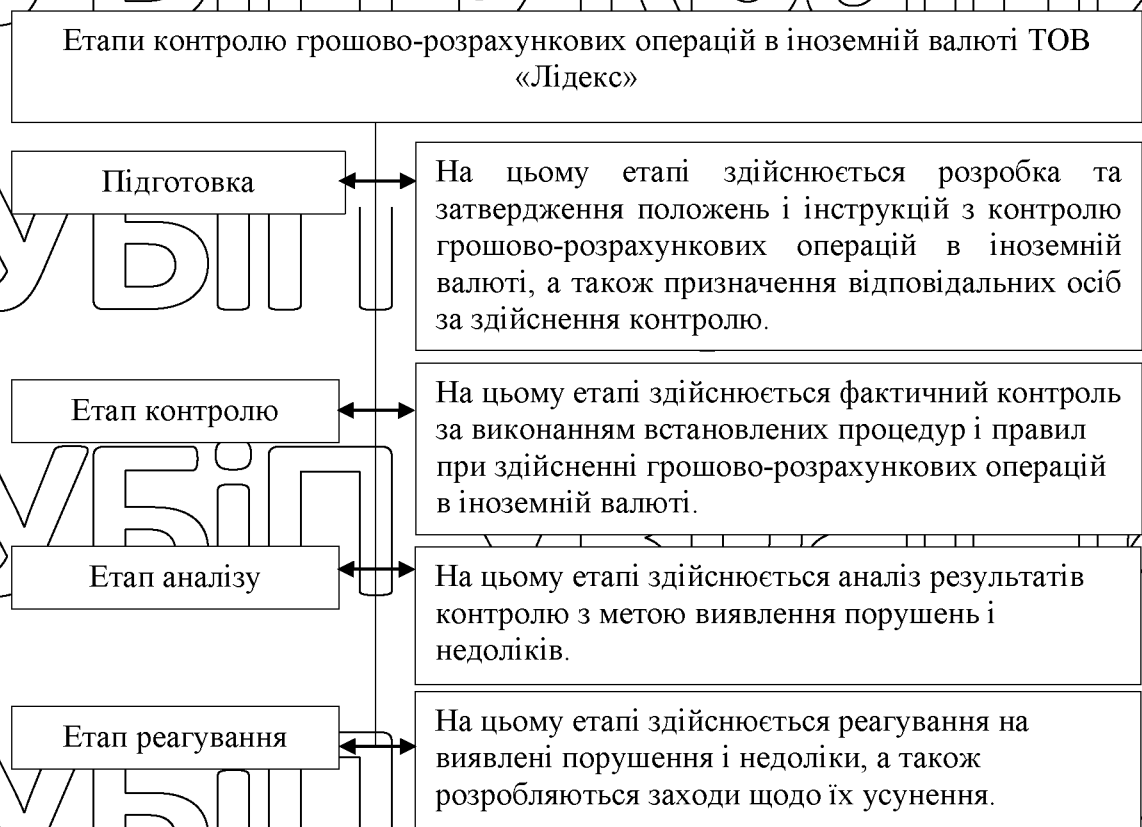 Етапи контролю грошово-розрахункових операцій в іноземній валюті ТОВ
«Лідекс»
Підготовка
На цьому етапі здійснюється розробка та
затвердження положень і інструкцій з контролю
грошово-розрахункових операцій в іноземній
валюті, а також призначення відповідальних осіб
за здійснення контролю.
Етап контролю
На цьому етапі здійснюється фактичний контроль
за виконанням встановлених процедур і правил
при здійсненні грошово-розрахункових операцій
в іноземній валюті.
Етап аналізу
На цьому етапі здійснюється аналіз результатів
контролю з метою виявлення порушень і
недоліків.
Етап реагування
На цьому етапі здійснюється реагування на
виявлені порушення і недоліки, а також
розробляються заходи щодо їх усунення.